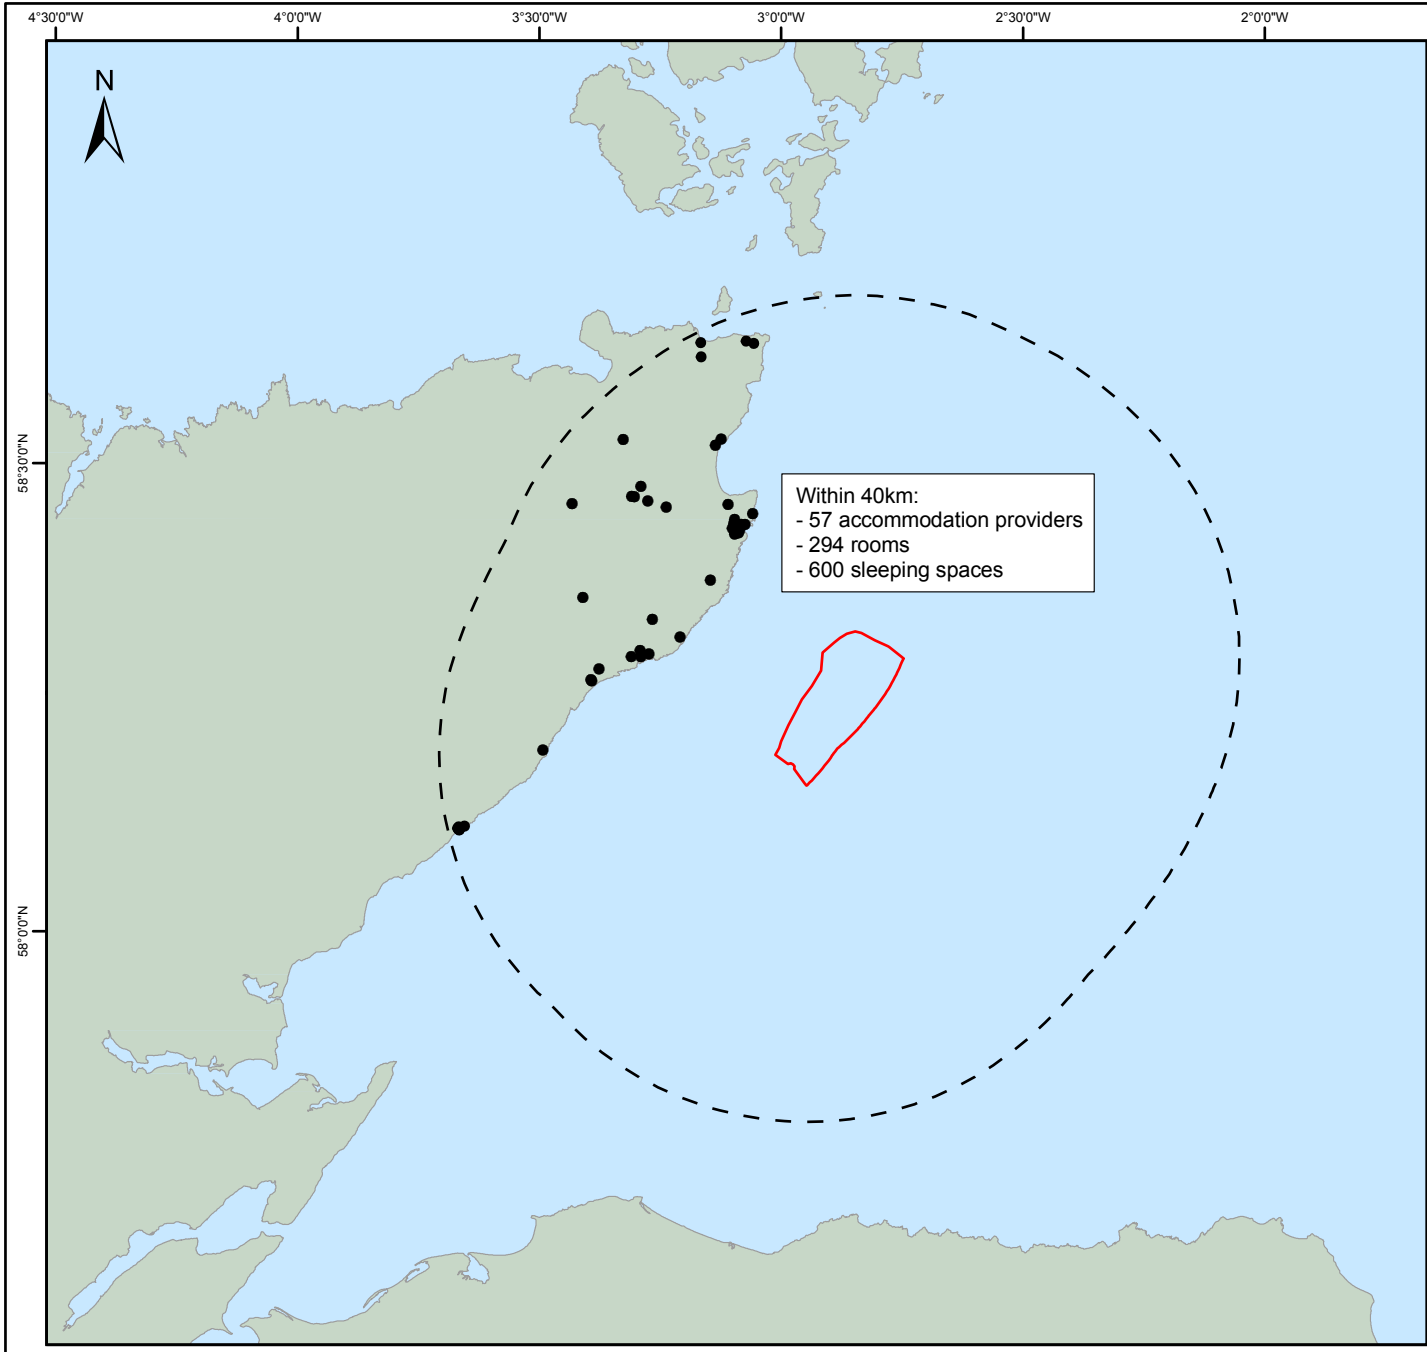 4°30'0"W 4°0'0"W 3°30'0"W 3°0'0"W 2°30'0"W 2°0'0"W
N
58°30'0"N
Within 40km:
- 57 accommodation providers
- 294 rooms
- 600 sleeping spaces
58°0'0"N